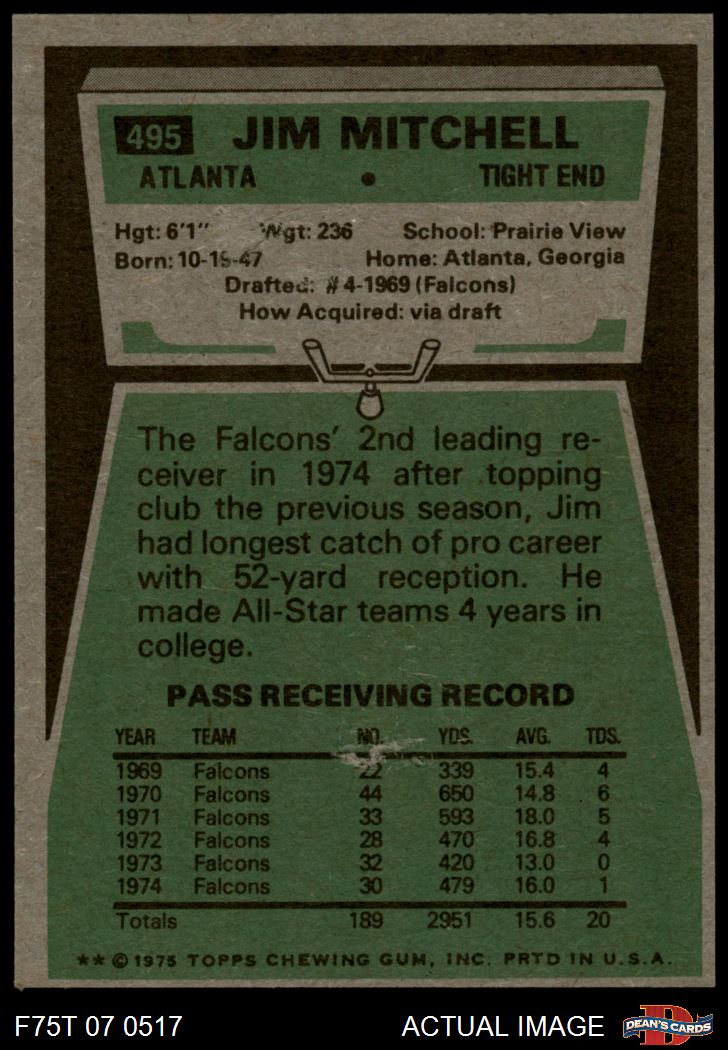 495 JIM MITCHELL
ATLANTA • TIGHT END
Hgt: 6'1" Wgt: 236 School: Prairie View
Born: 10-19-47 Home: Atlanta, Georgia
Drafted: #4-1969 (Falcons)
How Acquired: via draft
The Falcons' 2nd leading re-
ceiver in 1974 after topping
club the previous season, Jim
had longest catch of pro career
with 52-yard reception. He
made All-Star teams 4 years in
college.
PASS RECEIVING RECORD
YEAR TEAM NO. YDS. AVG. TDS.
1969 Falcons 22 339 15.4 4
1970 Falcons 44 650 14.8 6
1971 Falcons 33 593 18.0 5
1972 Falcons 28 470 16.8 4
1973 Falcons 32 420 13.0 0
1974 Falcons 30 479 16.0 1
Totals 189 2951 15.6 20
**©1975 TOPPS CHEWING GUM, INC. PRTD IN U.S.A.
F75T 07 0517 ACTUAL IMAGE D DEAN'S CARDS